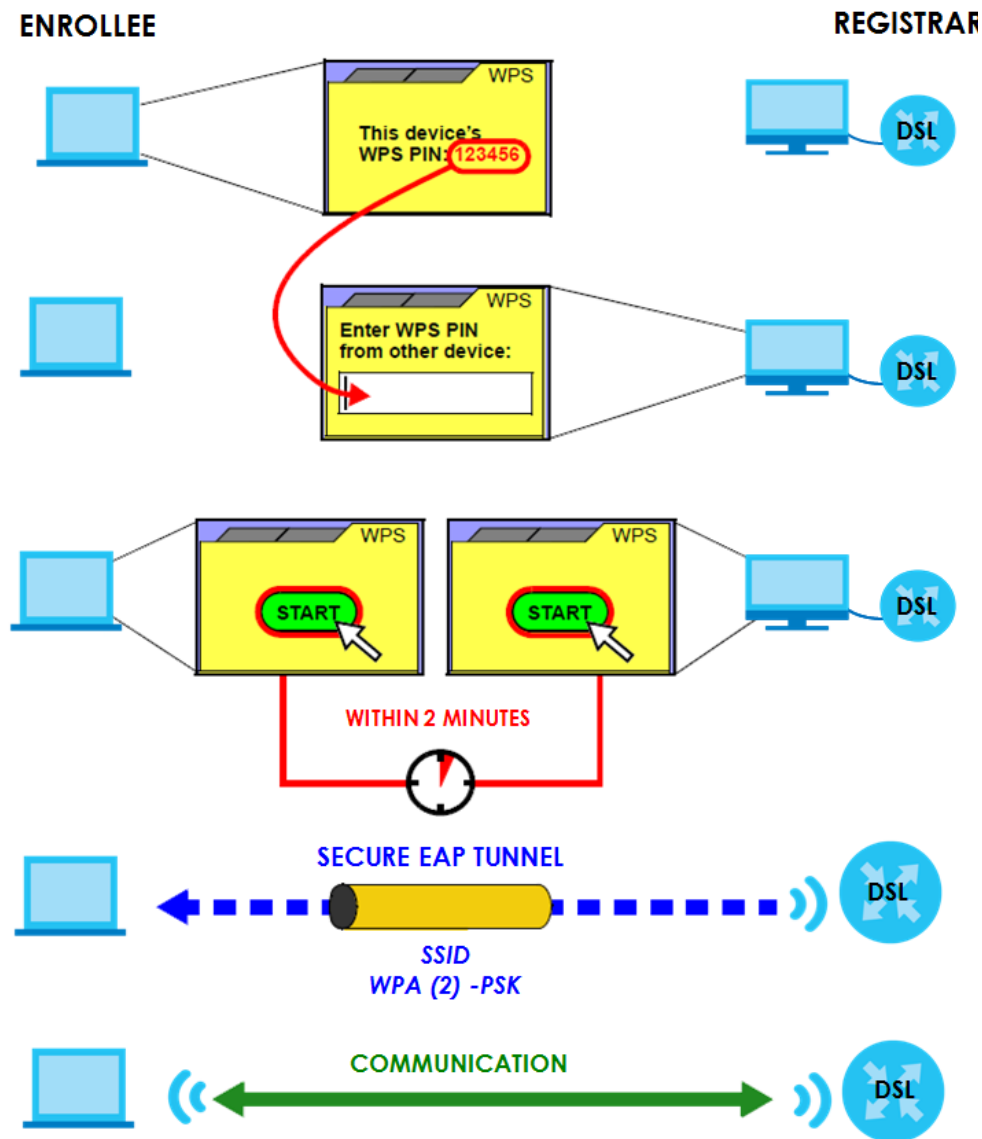 ENROLLEE
REGISTRAR
WPS
This device's
WPS PIN: 123456
DSL
WPS
Enter WPS PIN
from other device:
DSL
WPS
START
WPS
START
DSL
WITHIN 2 MINUTES
SECURE EAP TUNNEL
DSL
SSID
WPA (2) -PSK
COMMUNICATION
DSL